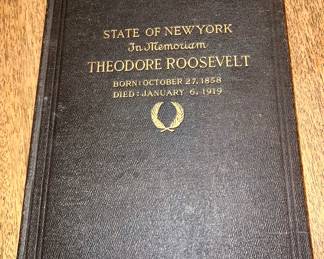 STATE OF NEW YORK
In Memoriam
THEODORE ROOSEVELT
BORN: OCTOBER 27, 1858
DIED: JANUARY 6, 1919